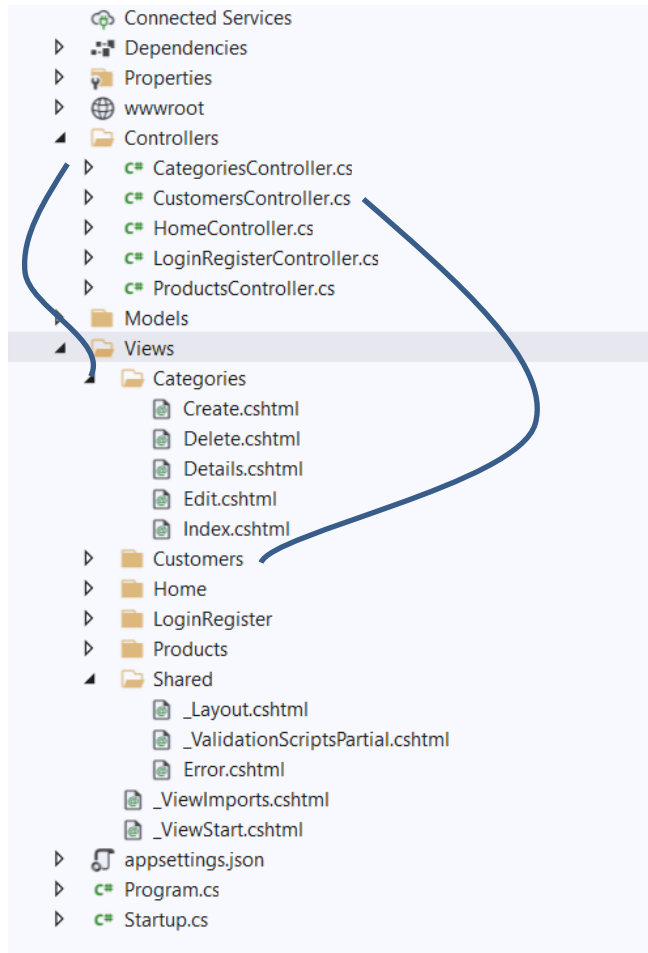 Connected Services
Dependencies
Properties
wwwroot
Controllers
C# CategoriesController.cs
C# CustomersController.cs
C# HomeController.cs
C# LoginRegisterController.cs
C# ProductsController.cs
Models
Views
Categories
Create.cshtml
Delete.cshtml
Details.cshtml
Edit.cshtml
Index.cshtml
Customers
Home
LoginRegister
Products
Shared
_Layout.cshtml
_ValidationScriptsPartial.cshtml
Error.cshtml
_ViewImports.cshtml
_ViewStart.cshtml
appsettings.json
C# Program.cs
C# Startup.cs